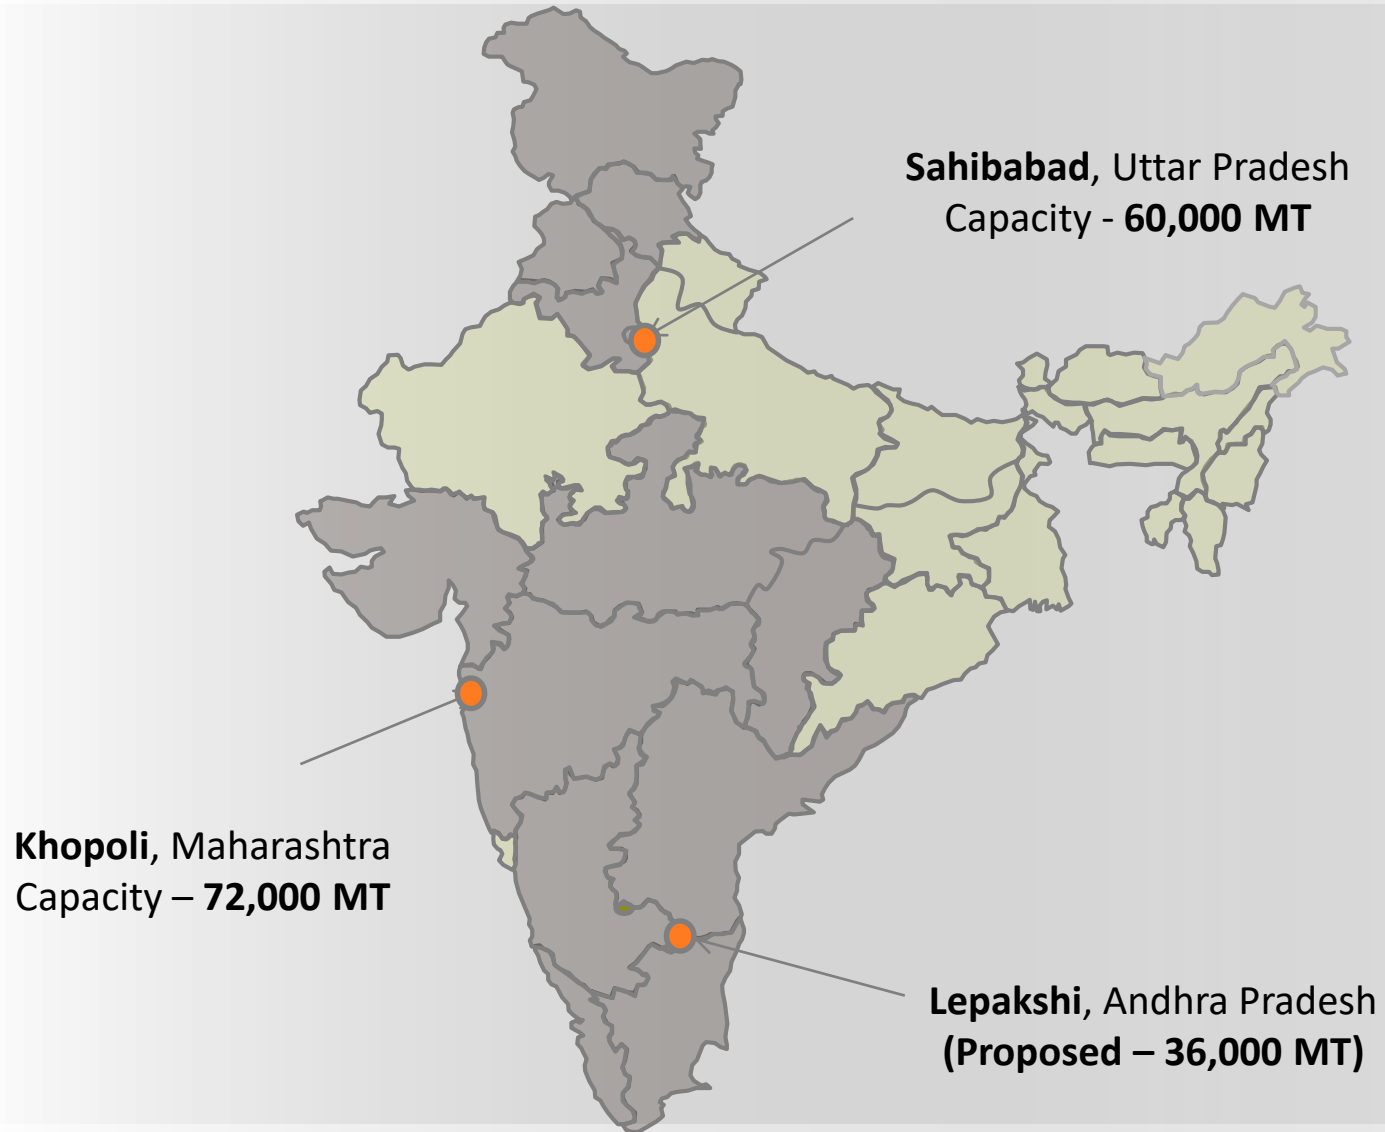 Sahibabad, Uttar Pradesh
Capacity - 60,000 MT
Khopoli, Maharashtra
Capacity – 72,000 MT
Lepakshi, Andhra Pradesh
(Proposed – 36,000 MT)